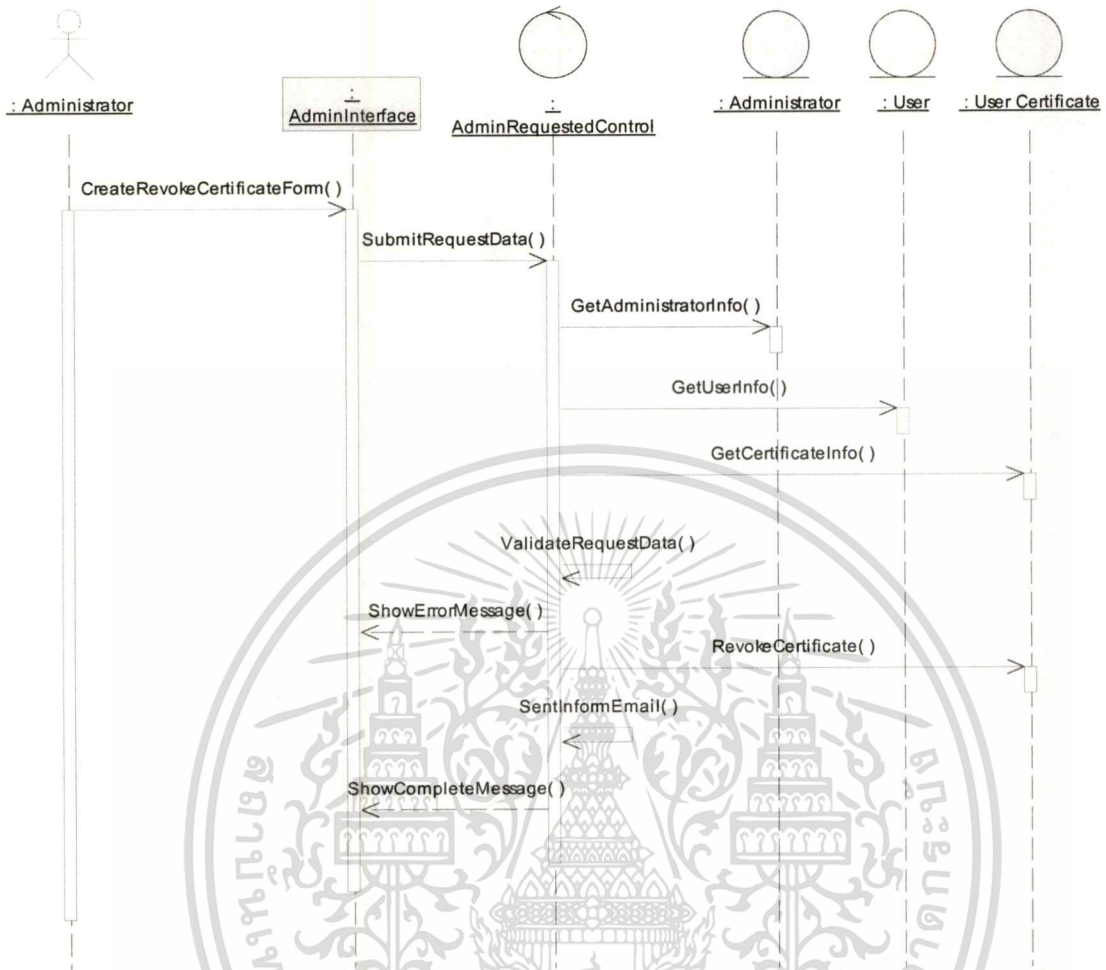 : Administrator
:
AdminInterface
:
AdminRequestedControl
: Administrator
: User
: User Certificate
CreateRevokeCertificateForm( )
SubmitRequestData( )
GetAdministratorInfo( )
GetUserInfo( )
GetCertificateInfo( )
ValidateRequestData( )
ShowErrorMessage( )
RevokeCertificate( )
SentInformEmail( )
ShowCompleteMessage( )